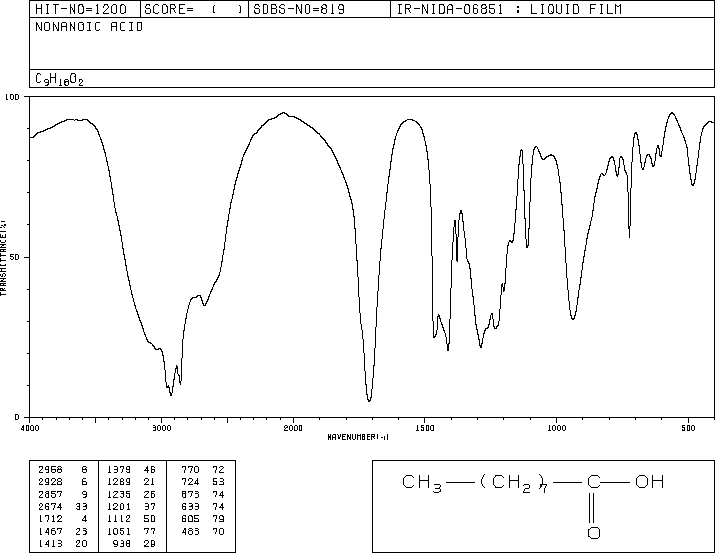 HIT-NO=1200 SCORE= ( ) SDBS-NO=819 IR-NIDA-06851 : LIQUID FILM
NONANOIC ACID
C9H18O2
100
50
0
TRANSMITTANCE(%)
4000 3000 2000 1500 1000 500
WAVENUMBER(-1)
2968 8 1379 46 770 72
2928 6 1289 21 724 53
2857 9 1235 26 673 74
2674 33 1201 37 633 74
1712 4 1112 50 605 79
1467 23 1051 77 483 70
1413 20 938 29
CH3 (CH2)7 C OH
O